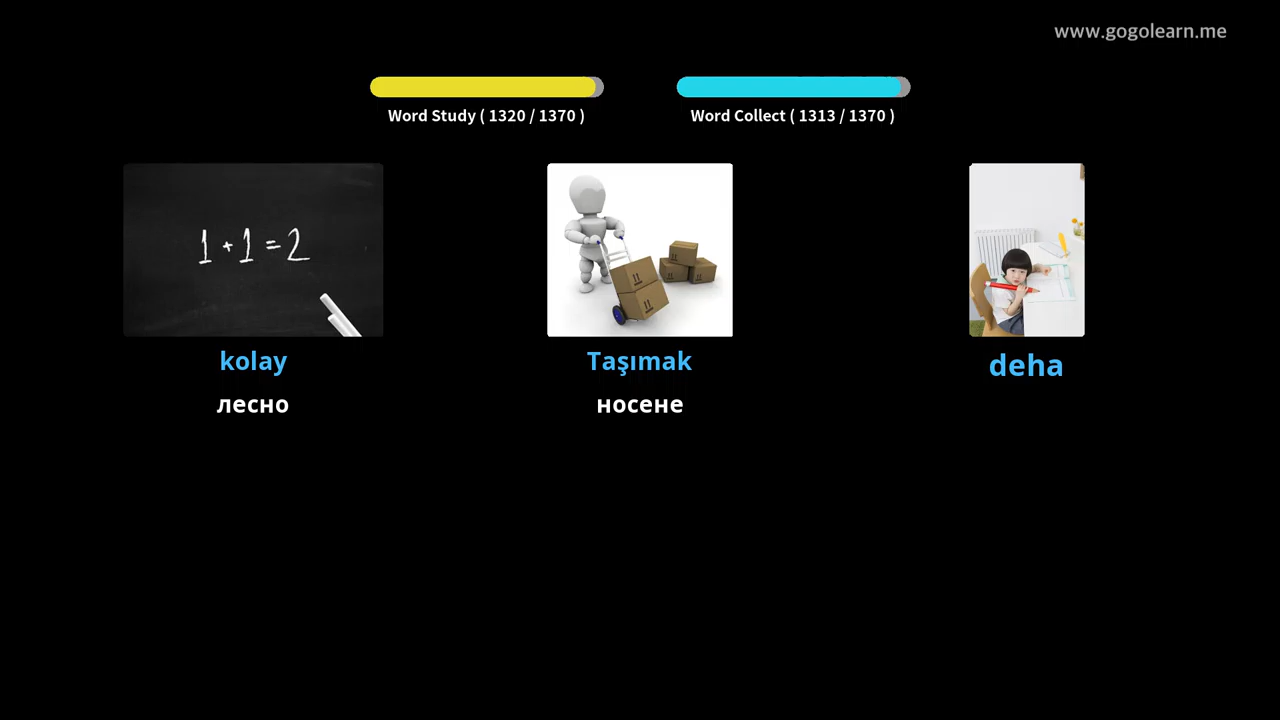 www.gogolearn.me
Word Study ( 1320 / 1370 )
Word Collect ( 1313 / 1370 )
1 + 1 = 2
kolay
лесно
Taşımak
носене
deha